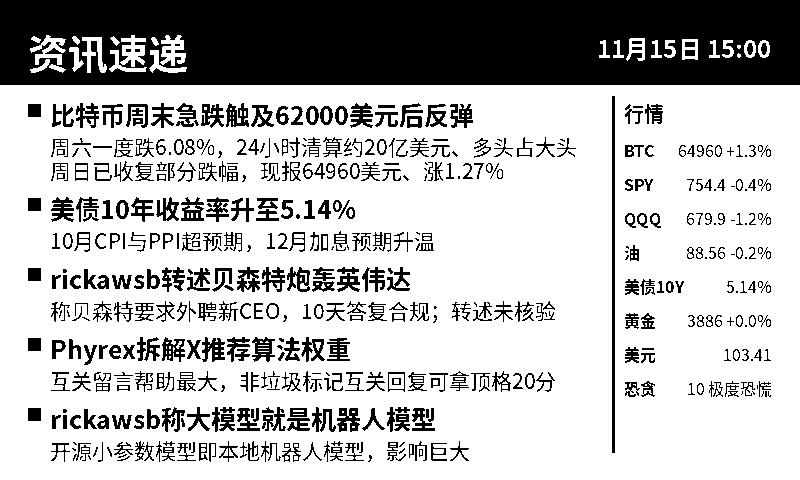 资讯速递
11月15日 15:00
比特币周末急跌触及62000美元后反弹
周六一度跌6.08%，24小时清算约20亿美元、多头占大头
周日已收复部分跌幅，现报64960美元、涨1.27%
美债10年收益率升至5.14%
10月CPI与PPI超预期，12月加息预期升温
rickawsb转述贝森特炮轰英伟达
称贝森特要求外聘新CEO，10天答复合规；转述未核验
Phyrex拆解X推荐算法权重
互关留言帮助最大，非垃圾标记互关回复可拿顶格20分
rickawsb称大模型就是机器人模型
开源小参数模型即本地机器人模型，影响巨大
行情
BTC 64960 +1.3%
SPY 754.4 -0.4%
QQQ 679.9 -1.2%
油 88.56 -0.2%
美债10Y 5.14%
黄金 3886 +0.0%
美元 103.41
恐贪 10 极度恐慌